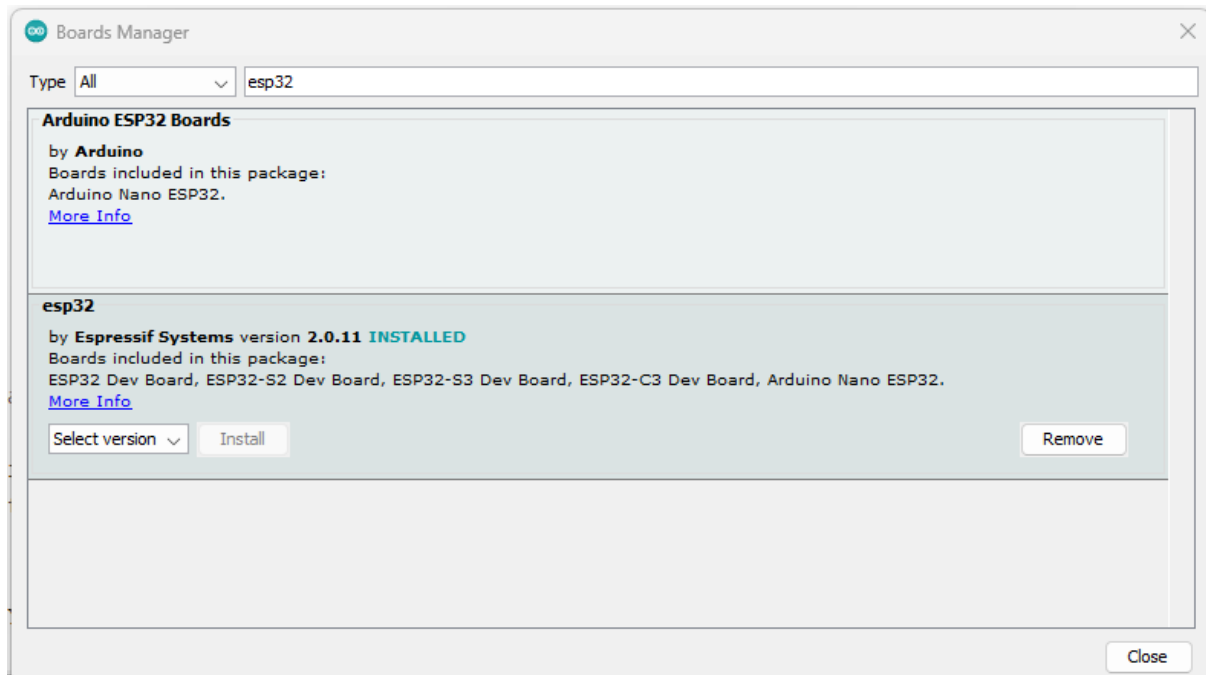 Boards Manager
Type All esp32
Arduino ESP32 Boards
by Arduino
Boards included in this package:
Arduino Nano ESP32.
More Info
esp32
by Espressif Systems version 2.0.11 INSTALLED
Boards included in this package:
ESP32 Dev Board, ESP32-S2 Dev Board, ESP32-S3 Dev Board, ESP32-C3 Dev Board, Arduino Nano ESP32.
More Info
Select version Install Remove
Close